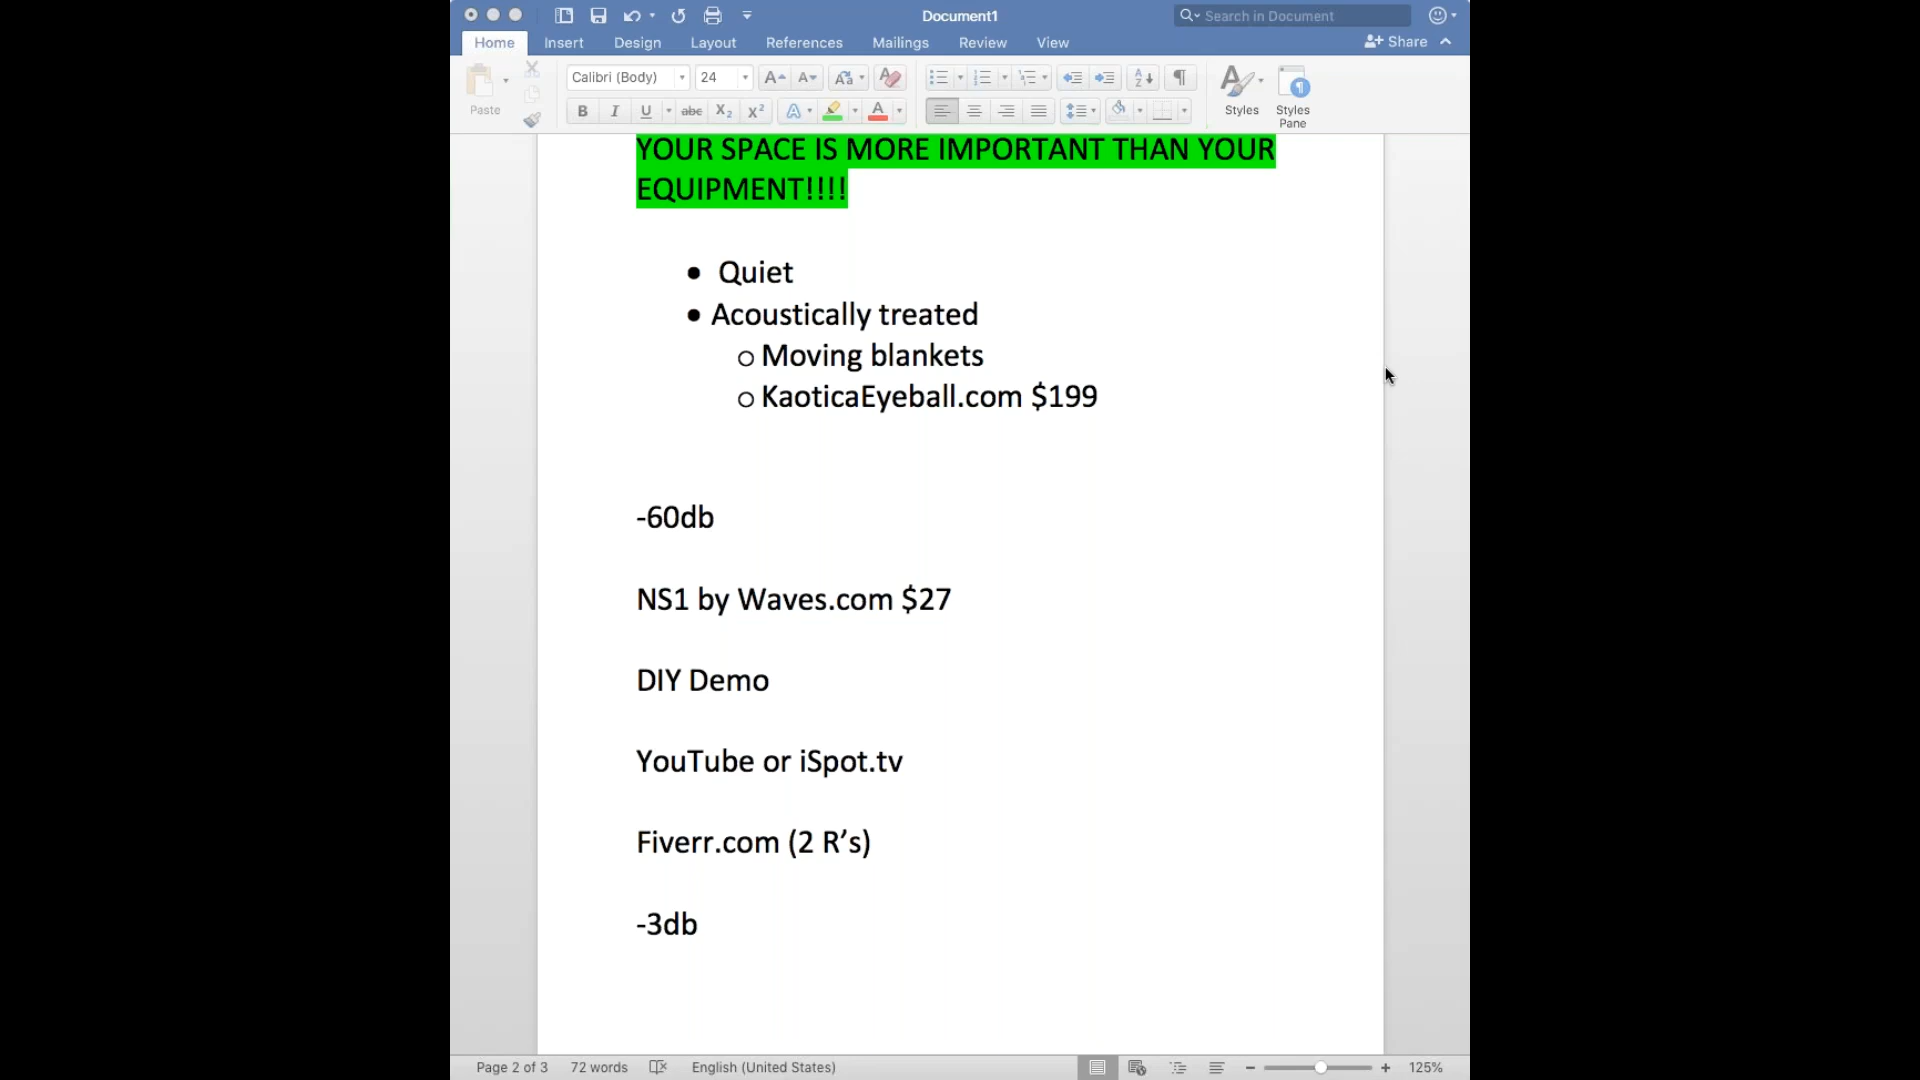 Document1
Search in Document
Home Insert Design Layout References Mailings Review View Share
Paste
Calibri (Body) 24
B I U abc X2 X2 A A
Styles
Styles Pane
YOUR SPACE IS MORE IMPORTANT THAN YOUR
EQUIPMENT!!!!
• Quiet
• Acoustically treated
o Moving blankets
o KaoticaEyeball.com $199
-60db
NS1 by Waves.com $27
DIY Demo
YouTube or iSpot.tv
Fiverr.com (2 R’s)
-3db
Page 2 of 3 72 words English (United States) 125%